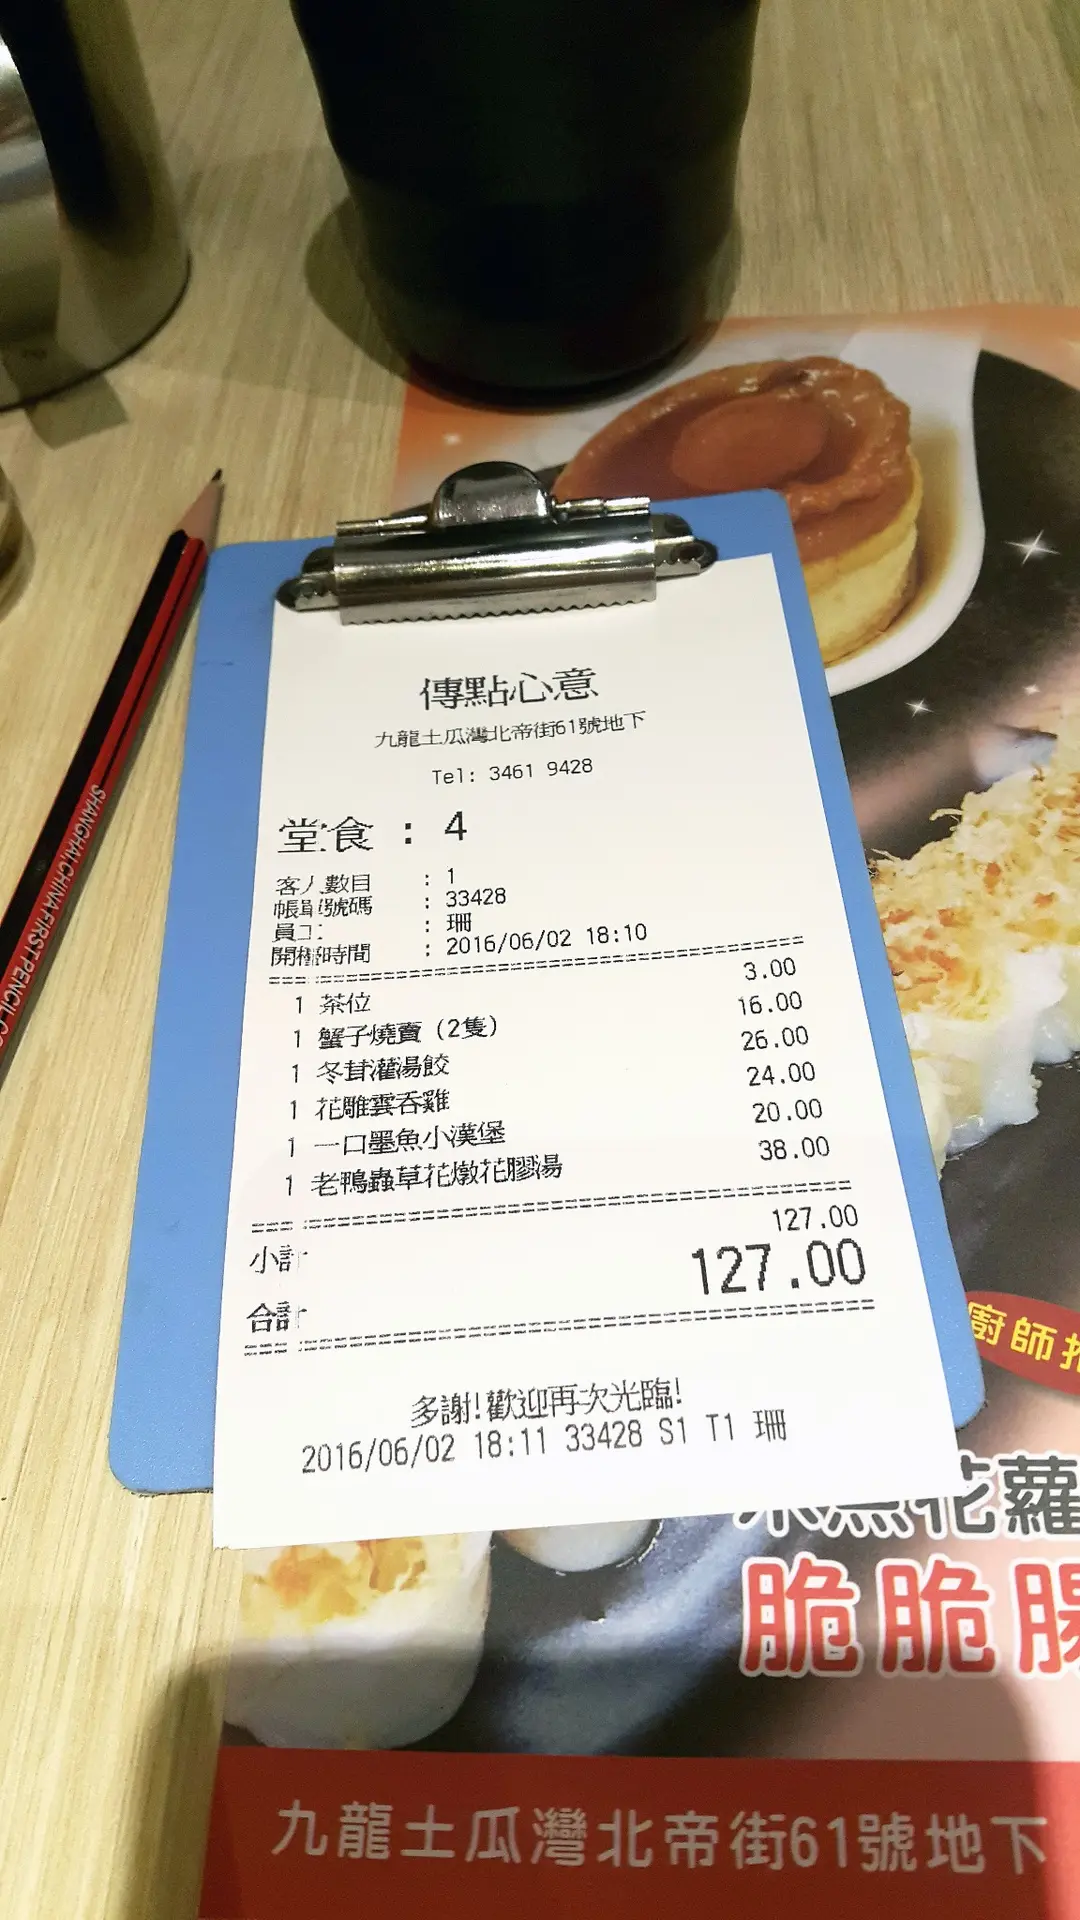 傳點心意
九龍土瓜灣北帝街61號地下
Tel: 3461 9428
堂食 : 4
客人數目 : 1
帳單號碼 : 33428
員工 : 珊
開檯時間 : 2016/06/02 18:10
1 茶位 3.00
1 蟹子燒賣 (2隻) 16.00
1 冬茸灌湯餃 26.00
1 花雕雲吞雞 24.00
1 一口墨魚小漢堡 20.00
1 老鴨蟲草花燉花膠湯 38.00
小計 127.00
合計 127.00
多謝!歡迎再次光臨!
2016/06/02 18:11 33428 S1 T1 珊
SHANGHAI, CHINA FIRST PENCIL CO
廚師
花蘿
脆脆腸
九龍土瓜灣北帝街61號地下